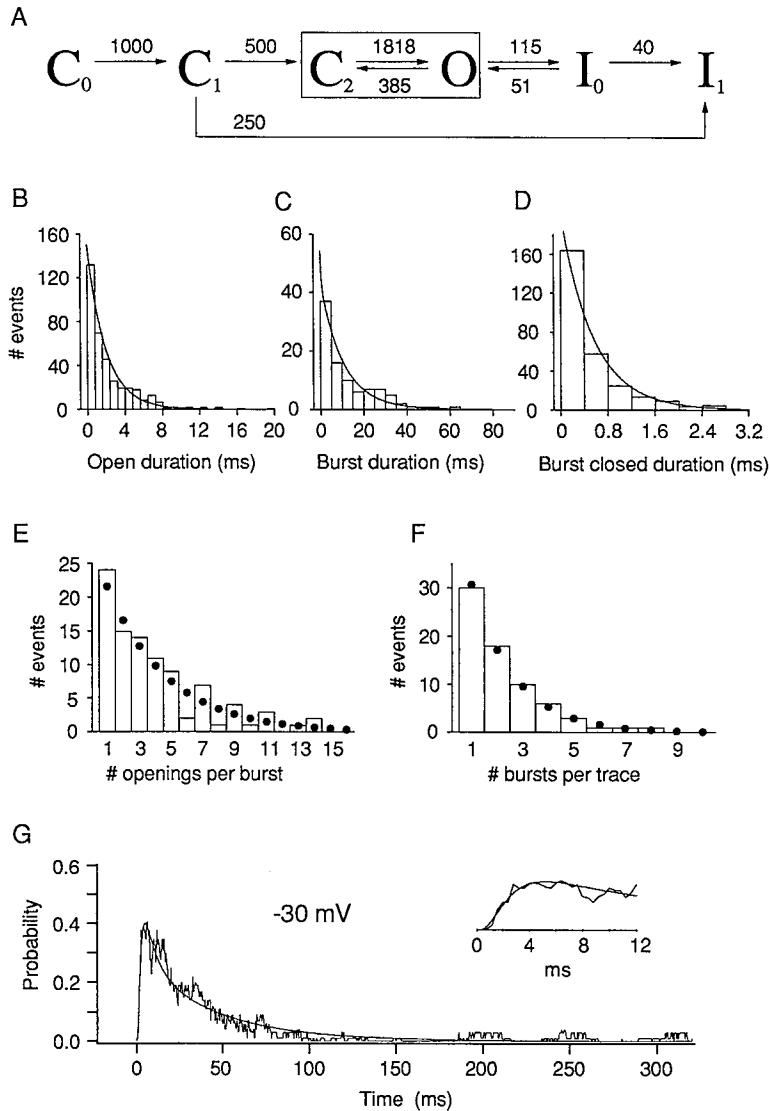 A
1000 500 1818 115 40
C0 C1 C2 O I0 I1
385 51
250
B C D
160 120 80 40 0
# events
0 4 8 12 16 20
Open duration (ms)
60 40 20 0
0 20 40 60 80
Burst duration (ms)
160 120 80 40 0
0 0.8 1.6 2.4 3.2
Burst closed duration (ms)
E F
25 20 15 10 5 0
# events
1 3 5 7 9 11 13 15
# openings per burst
30 20 10 0
# events
1 3 5 7 9
# bursts per trace
G
0.6 0.4 0.2 0.0
Probability
-30 mV
0 4 8 12
ms
0 50 100 150 200 250 300
Time (ms)